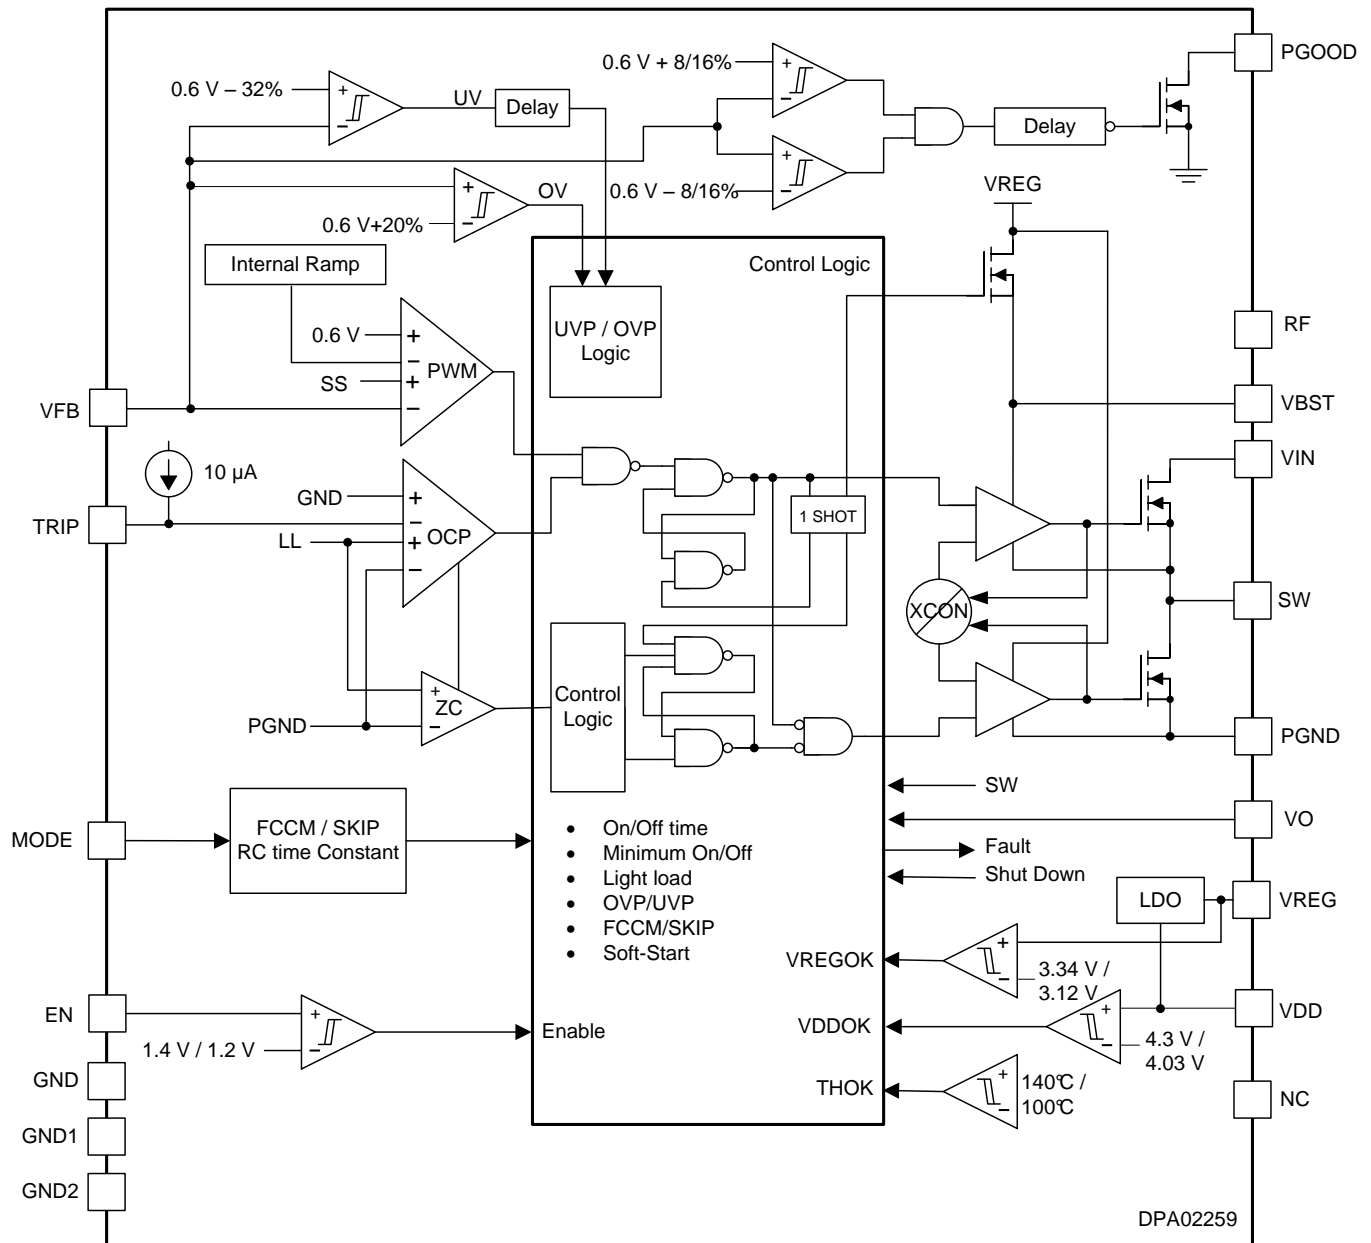 PGOOD
0.6 V + 8/16%
0.6 V – 32%
+
–
UV
Delay
+
–
Delay
+
–
0.6 V – 8/16%
VREG
+
–
OV
0.6 V+20%
Internal Ramp
Control Logic
UVP / OVP
Logic
RF
0.6 V
+
–
SS
+
–
PWM
VFB
VBST
VIN
10 µA
GND
+
–
LL
+
–
OCP
TRIP
1 SHOT
XCON
SW
Control
Logic
+
–
ZC
PGND
PGND
SW
VO
Fault
Shut Down
MODE
FCCM / SKIP
RC time Constant
• On/Off time
• Minimum On/Off
• Light load
• OVP/UVP
• FCCM/SKIP
• Soft-Start
LDO
VREG
VREGOK
+
–
3.34 V /
3.12 V
EN
+
–
1.4 V / 1.2 V
Enable
VDDOK
+
–
4.3 V /
4.03 V
VDD
GND
THOK
+
–
140°C /
100°C
NC
GND1
GND2
DPA02259